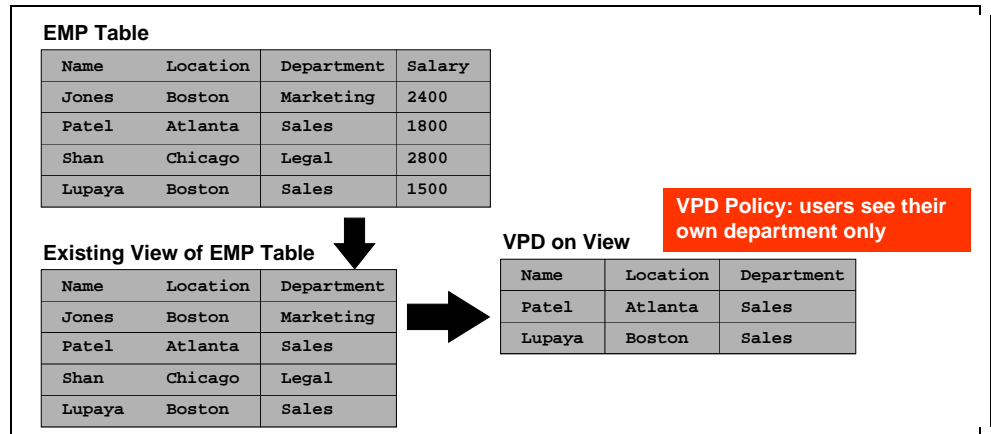 EMP Table
Name Location Department Salary
Jones Boston Marketing 2400
Patel Atlanta Sales 1800
Shan Chicago Legal 2800
Lupaya Boston Sales 1500
Existing View of EMP Table
Name Location Department
Jones Boston Marketing
Patel Atlanta Sales
Shan Chicago Legal
Lupaya Boston Sales
VPD Policy: users see their
own department only
VPD on View
Name Location Department
Patel Atlanta Sales
Lupaya Boston Sales